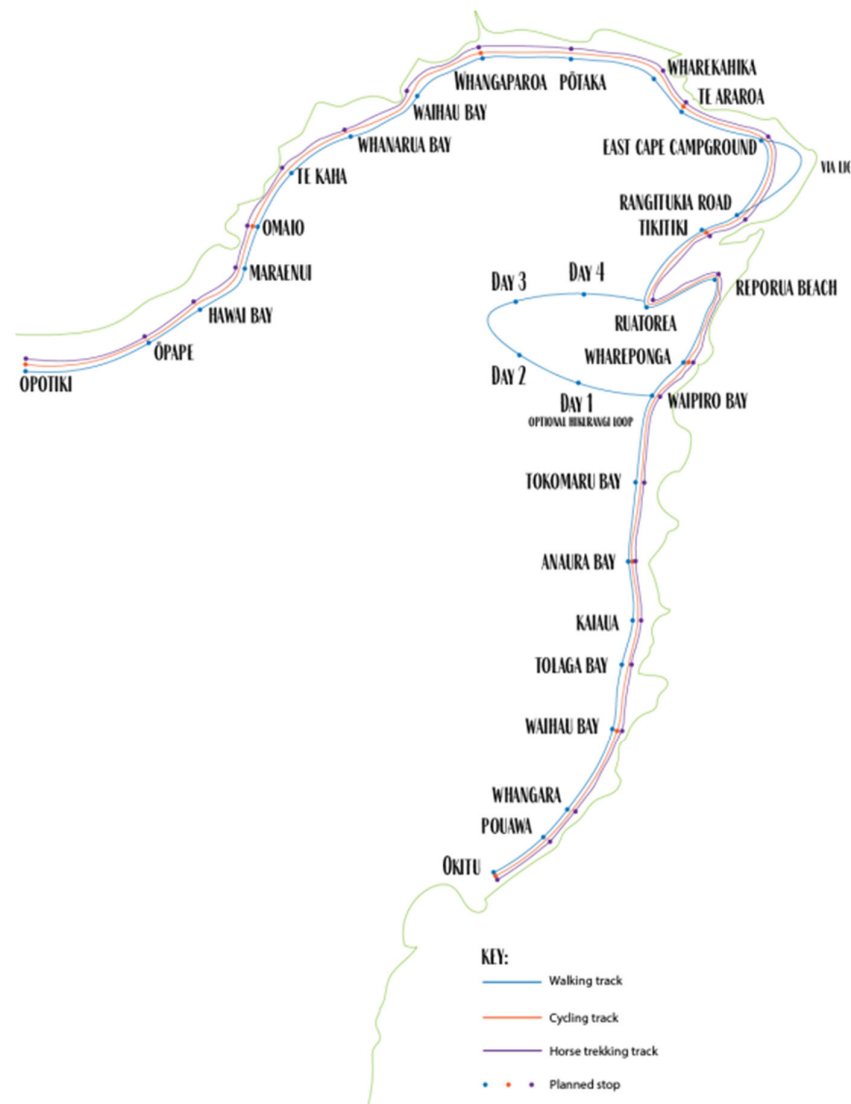 WHANGAPAROA
PŌTAKA
WHAREKAHIKA
TE ARAROA
WAIHAU BAY
WHANARUA BAY
EAST CAPE CAMPGROUND
TE KAHA
RANGITUKIA ROAD
OMAIO
TIKITIKI
MARAENUI
DAY 3
DAY 4
REPORUA BEACH
HAWAI BAY
RUATOREA
ŌPAPE
WHAREPONGA
OPOTIKI
DAY 2
DAY 1
OPTIONAL HIKURANGI LOOP
WAIPIRO BAY
TOKOMARU BAY
ANAURA BAY
KAIAUA
TOLAGA BAY
WAIHAU BAY
WHANGARA
POUAWA
OKITU
KEY:
Walking track
Cycling track
Horse trekking track
Planned stop
VIA